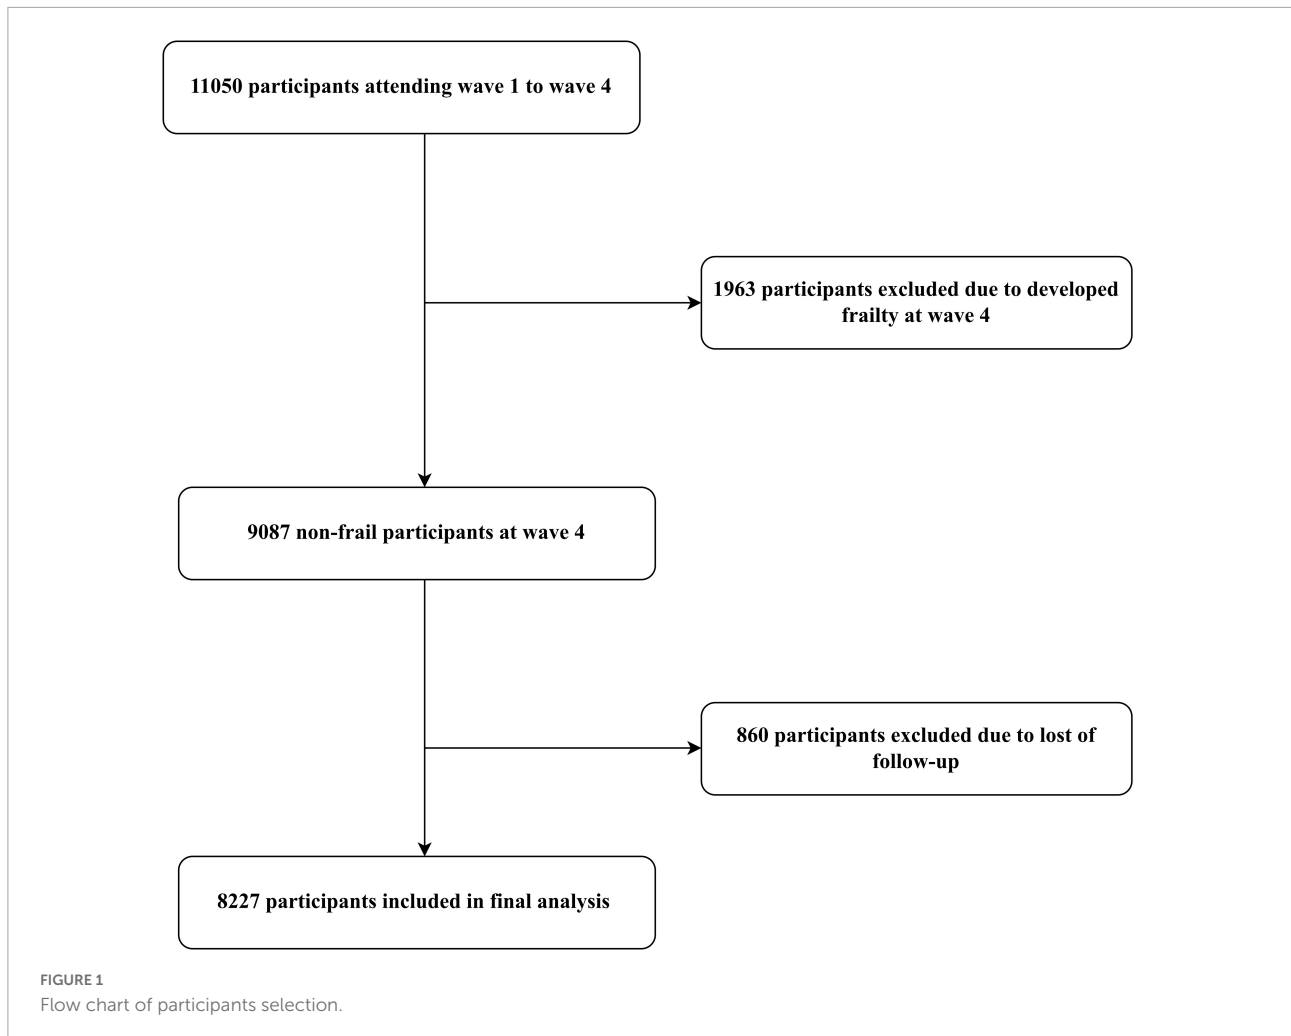 11050 participants attending wave 1 to wave 4
1963 participants excluded due to developed
frailty at wave 4
9087 non-frail participants at wave 4
860 participants excluded due to lost of
follow-up
8227 participants included in final analysis
FIGURE 1
Flow chart of participants selection.